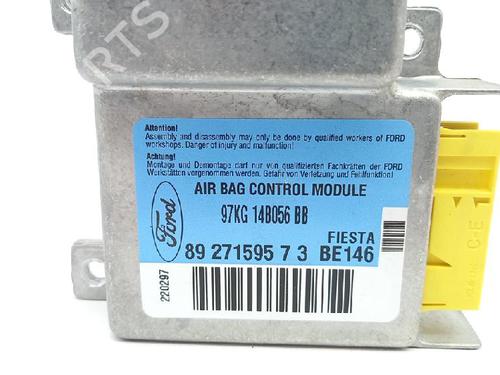 PARTS
Attention!
Assembly and disassembly may only be done by qualified workers of FORD
workshops. Danger of injury and malfunction!
Achtung!
Montage und Demontage darf nur von qualifizierten Fachkräften der FORD
Werkstätten vorgenommen werden. Gefahr von Verletzung und Fehlfunktion!
AIR BAG CONTROL MODULE
97KG 14B056 BB
Ford
FIESTA
89 271595 7 3 BE146
220297
C-E